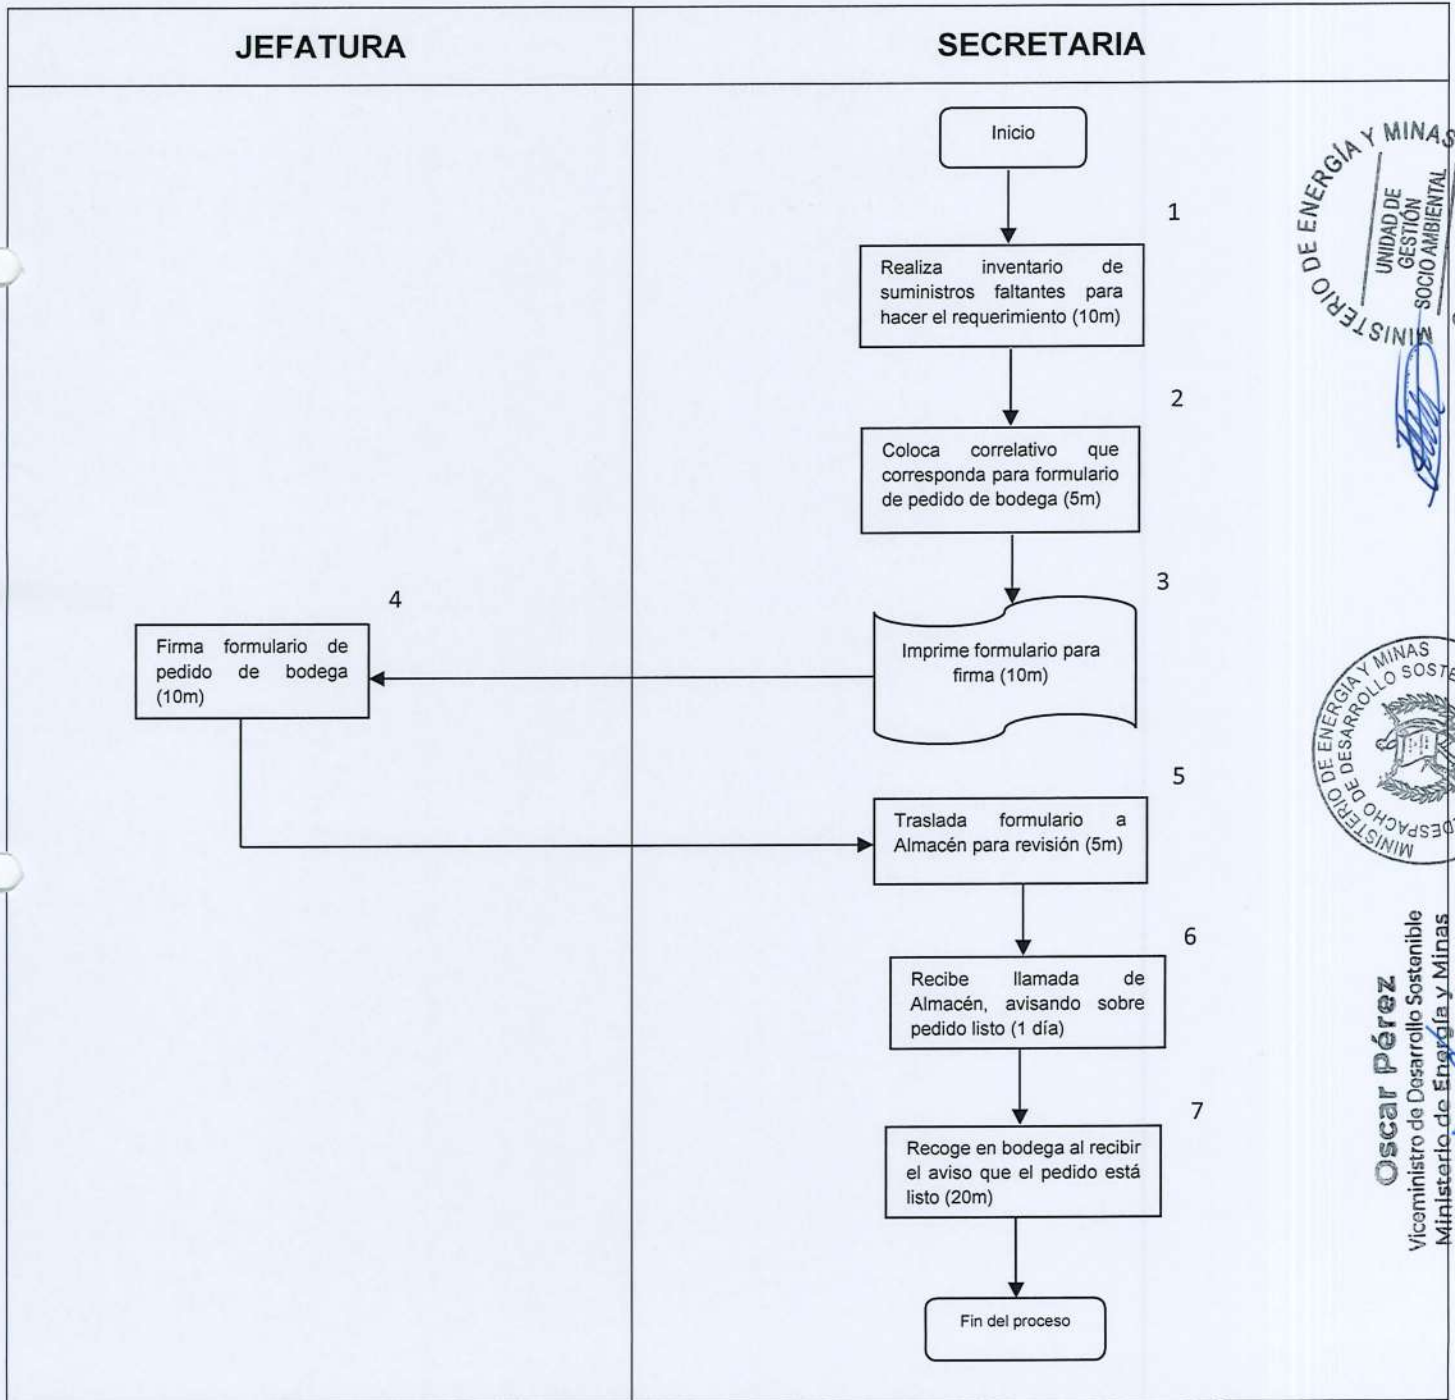 JEFATURA
SECRETARIA
Inicio
1
Realiza inventario de
suministros faltantes para
hacer el requerimiento (10m)
2
Coloca correlativo que
corresponda para formulario
de pedido de bodega (5m)
3
Imprime formulario para
firma (10m)
4
Firma formulario de
pedido de bodega
(10m)
5
Traslada formulario a
Almacén para revisión (5m)
6
Recibe llamada de
Almacén, avisando sobre
pedido listo (1 día)
7
Recoge en bodega al recibir
el aviso que el pedido está
listo (20m)
Fin del proceso
MINISTERIO DE ENERGÍA Y MINAS
UNIDAD DE
GESTIÓN
SOCIO AMBIENTAL
MINISTERIO DE ENERGIA Y MINAS
DESPACHO DE DESARROLLO SOSTE
Oscar Pérez
Viceministro de Desarrollo Sostenible
Ministerio de Energía y Minas